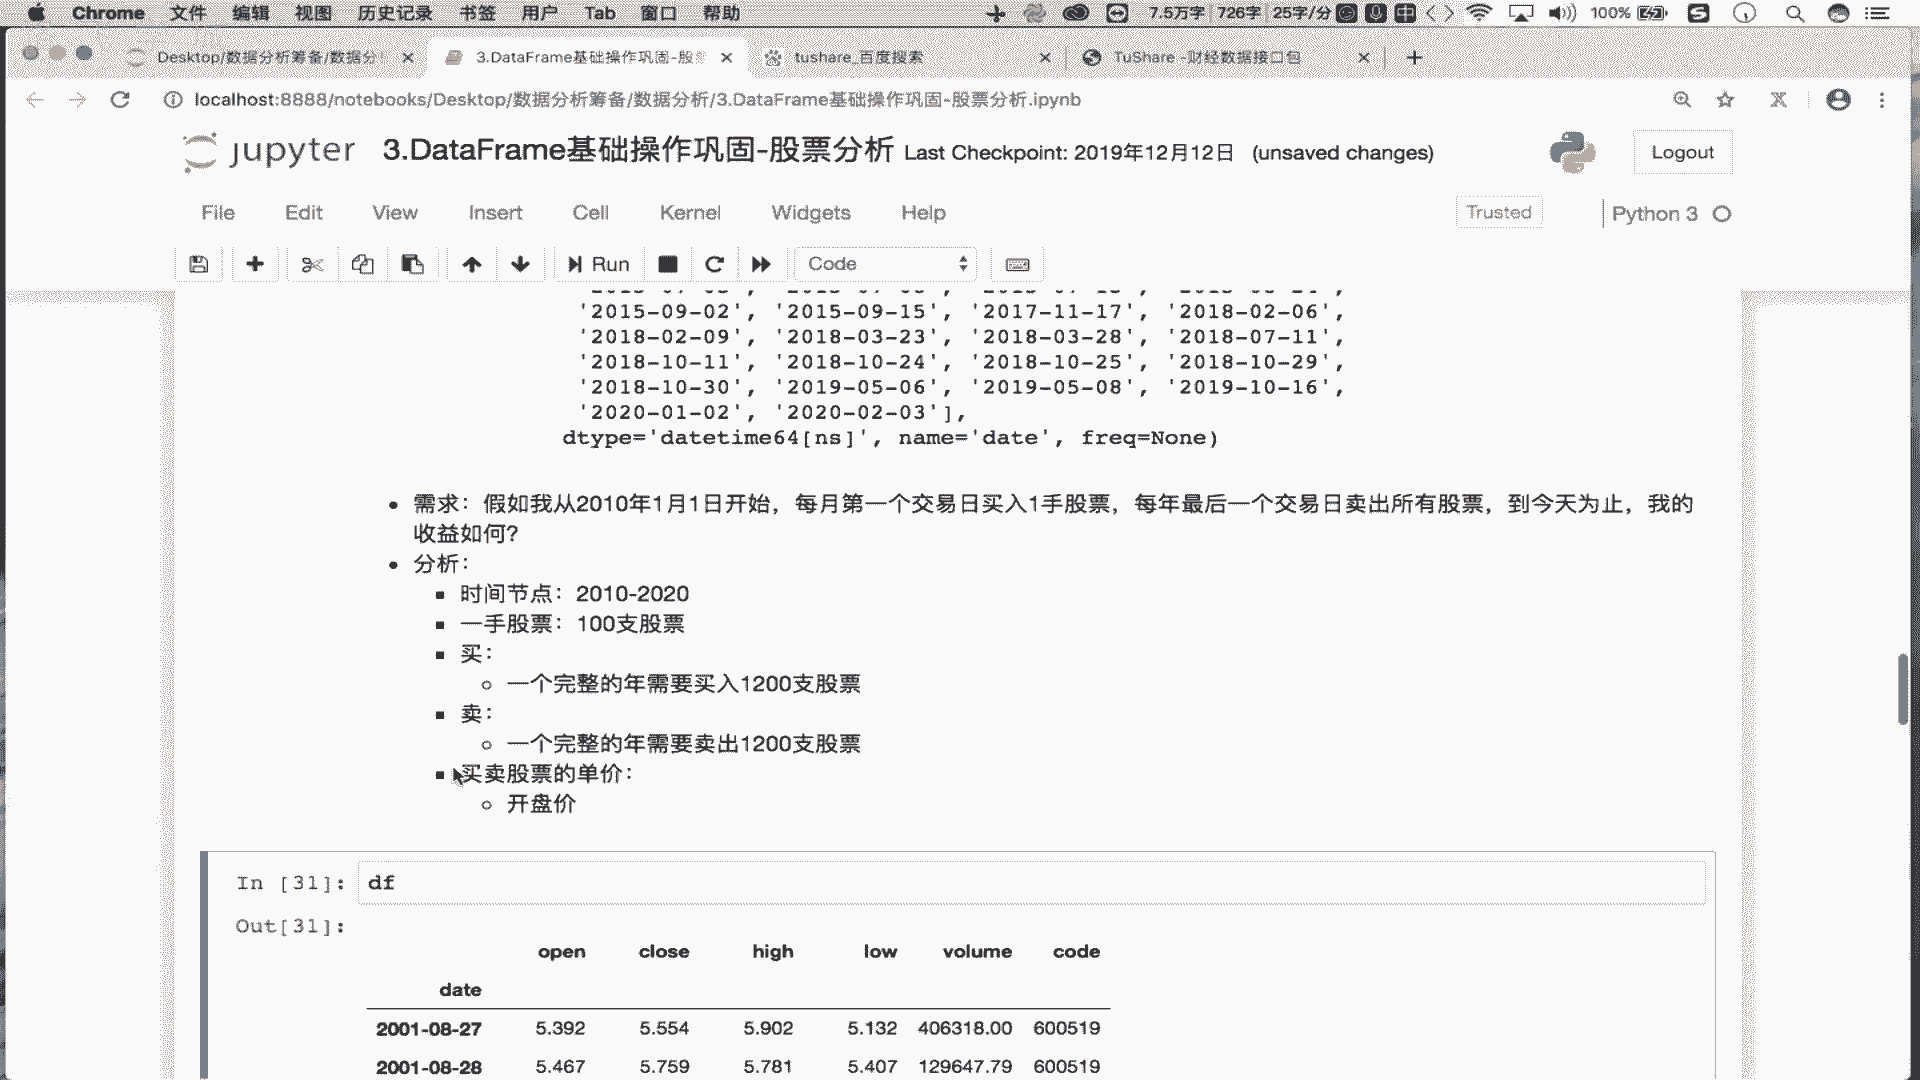 Chrome 文件 编辑 视图 历史记录 书签 用户 Tab 窗口 帮助 7.5万字 726字 25字/分 中 100%
Desktop/数据分析筹备/数据分 3.DataFrame基础操作巩固-股 tushare_百度搜索 TuShare -财经数据接口包
localhost:8888/notebooks/Desktop/数据分析筹备/数据分析/3.DataFrame基础操作巩固-股票分析.ipynb
jupyter 3.DataFrame基础操作巩固-股票分析 Last Checkpoint: 2019年12月12日 (unsaved changes) Logout
File Edit View Insert Cell Kernel Widgets Help Trusted Python 3
Run Code
'2015-09-02', '2015-09-15', '2017-11-17', '2018-02-06',
'2018-02-09', '2018-03-23', '2018-03-28', '2018-07-11',
'2018-10-11', '2018-10-24', '2018-10-25', '2018-10-29',
'2018-10-30', '2019-05-06', '2019-05-08', '2019-10-16',
'2020-01-02', '2020-02-03'],
dtype='datetime64[ns]', name='date', freq=None)
需求：假如我从2010年1月1日开始，每月第一个交易日买入1手股票，每年最后一个交易日卖出所有股票，到今天为止，我的
收益如何？
分析：
时间节点：2010-2020
一手股票：100支股票
买：
一个完整的年需要买入1200支股票
卖：
一个完整的年需要卖出1200支股票
买卖股票的单价：
开盘价
In [31]: df
Out[31]:
open close high low volume code
date
2001-08-27 5.392 5.554 5.902 5.132 406318.00 600519
2001-08-28 5.467 5.759 5.781 5.407 129647.79 600519